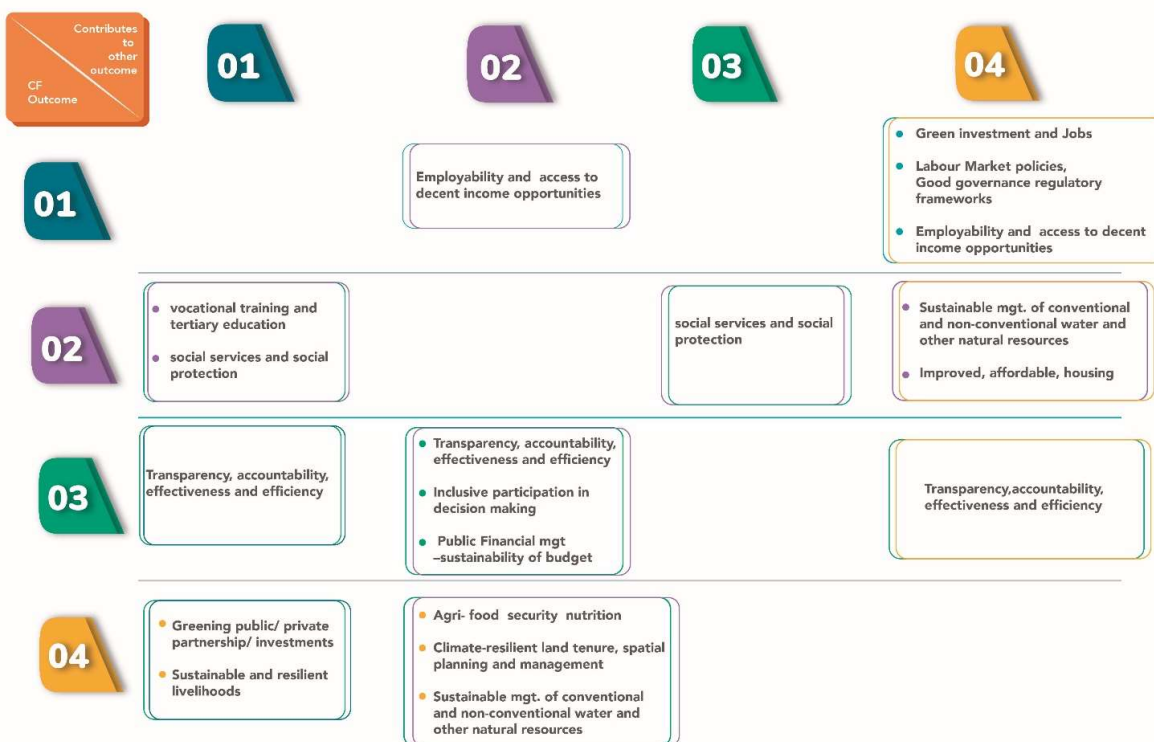 Contributes
to
other
outcome
CF
Outcome
01
02
03
04
01
Employability and access to
decent income opportunities
Green investment and Jobs
Labour Market policies,
Good governance regulatory
frameworks
Employability and access to decent
income opportunities
02
vocational training and
tertiary education
social services and social
protection
social services and social
protection
Sustainable mgt. of conventional
and non-conventional water and
other natural resources
Improved, affordable, housing
03
Transparency, accountability,
effectiveness and efficiency
Transparency, accountability,
effectiveness and efficiency
Inclusive participation in
decision making
Public Financial mgt
–sustainability of budget
Transparency,accountability,
effectiveness and efficiency
04
Greening public/ private
partnership/ investments
Sustainable and resilient
livelihoods
Agri- food security nutrition
Climate-resilient land tenure, spatial
planning and management
Sustainable mgt. of conventional
and non-conventional water and
other natural resources